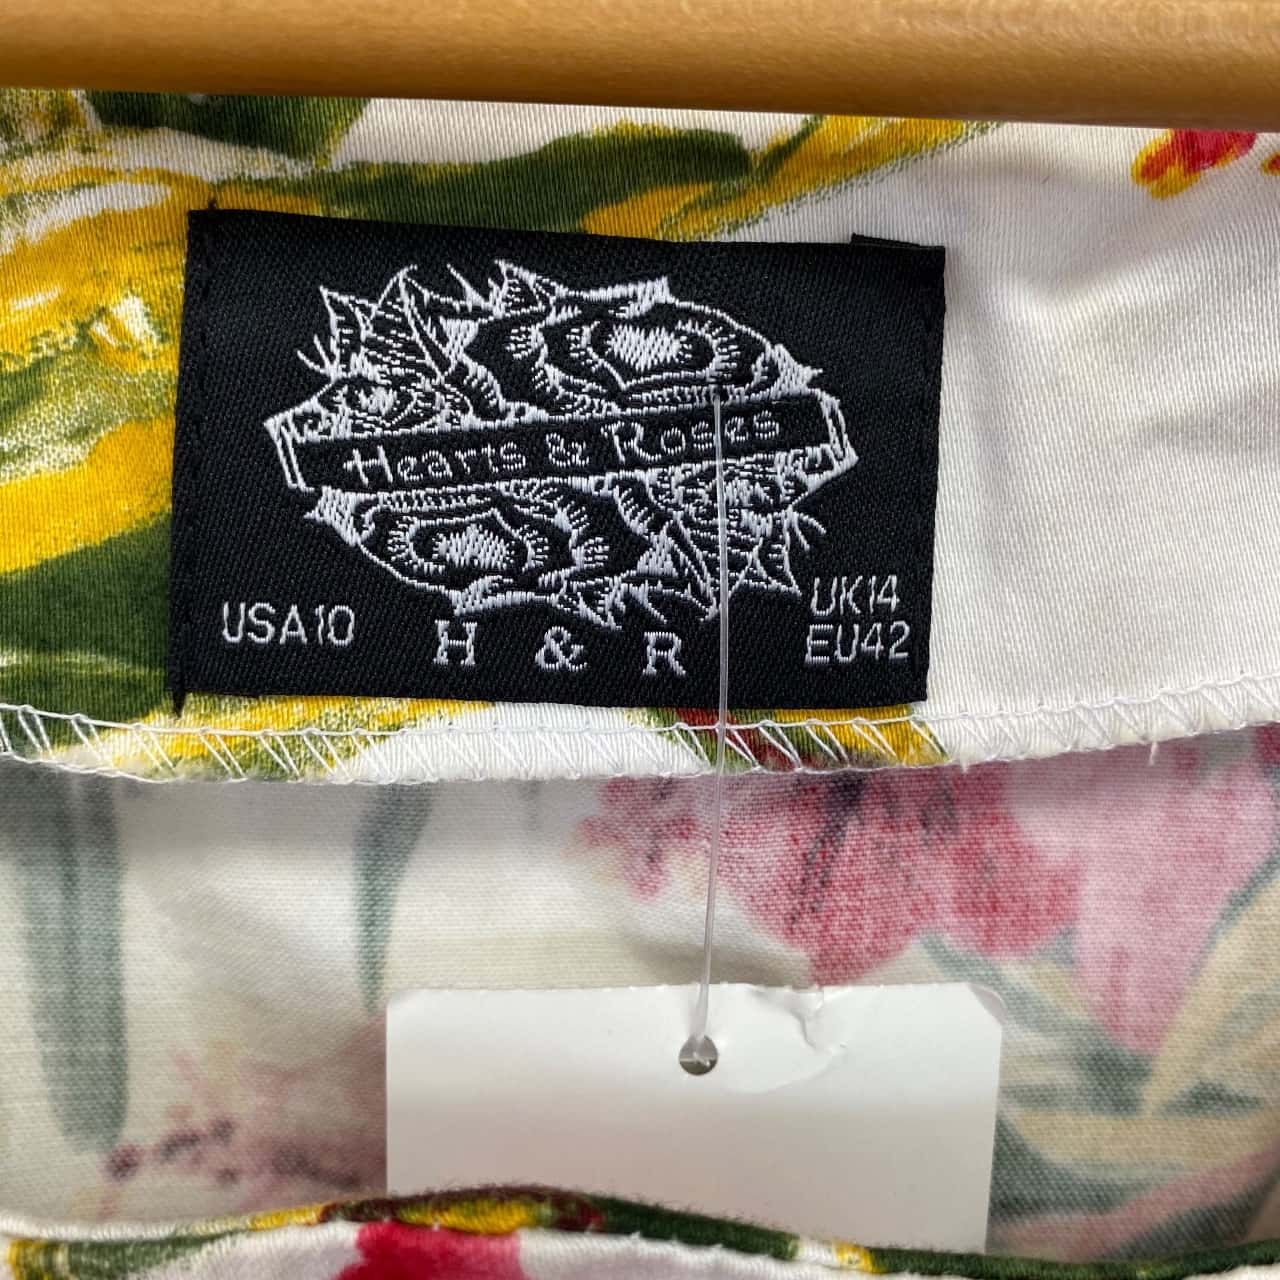 Hearts & Roses
USA10
H & R
UK14
EU42